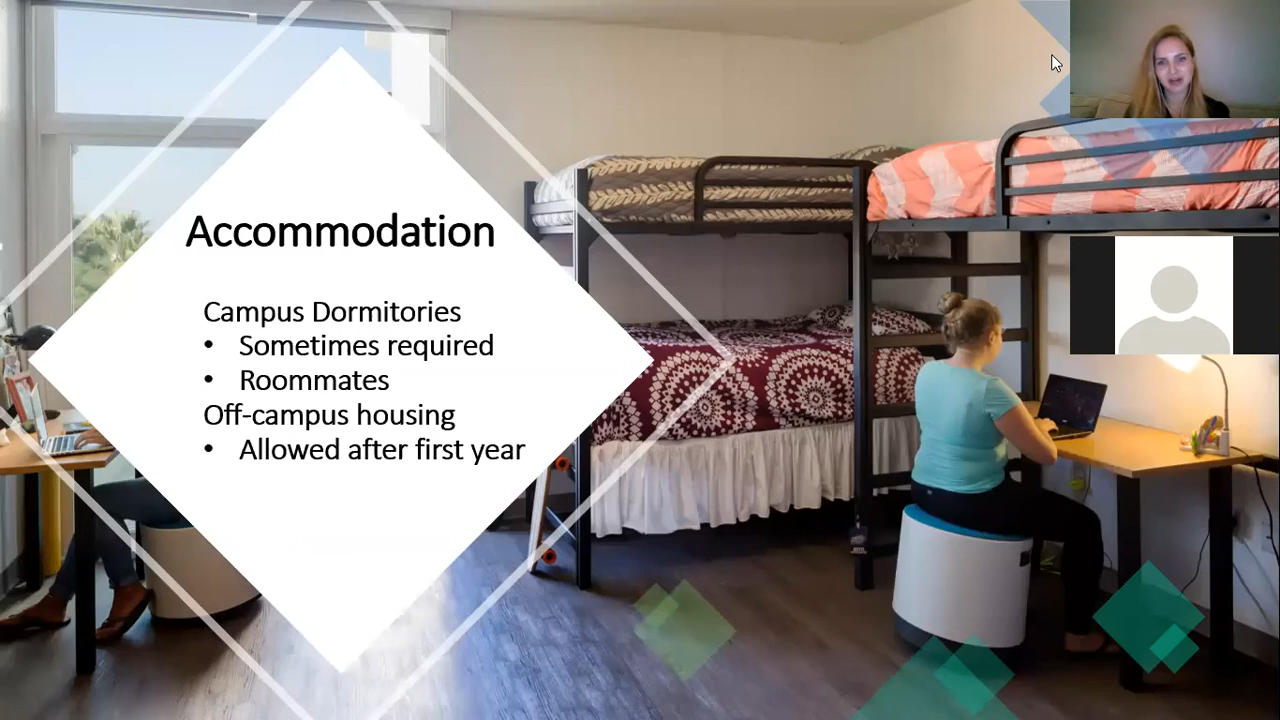 Accommodation
Campus Dormitories
• Sometimes required
• Roommates
Off-campus housing
• Allowed after first year